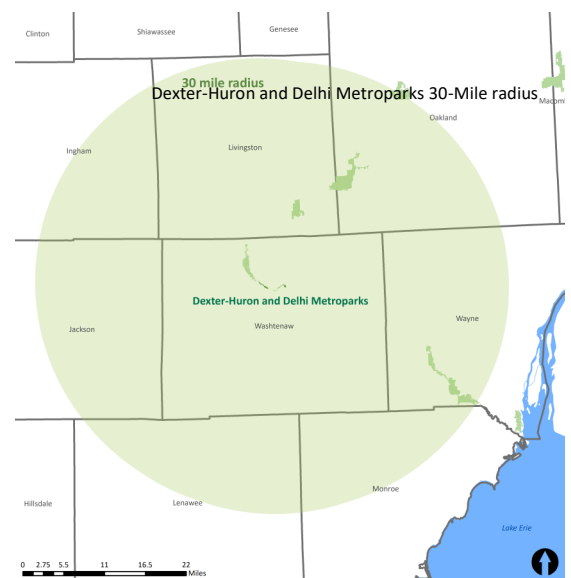 Clinton
Shiawassee
Genesee
30 mile radius
Dexter-Huron and Delhi Metroparks 30-Mile radius
Macomb
Oakland
Ingham
Livingston
Dexter-Huron and Delhi Metroparks
Jackson
Washtenaw
Wayne
Hillsdale
Lenawee
Monroe
Lake Erie
0 2.75 5.5 11 16.5 22
Miles